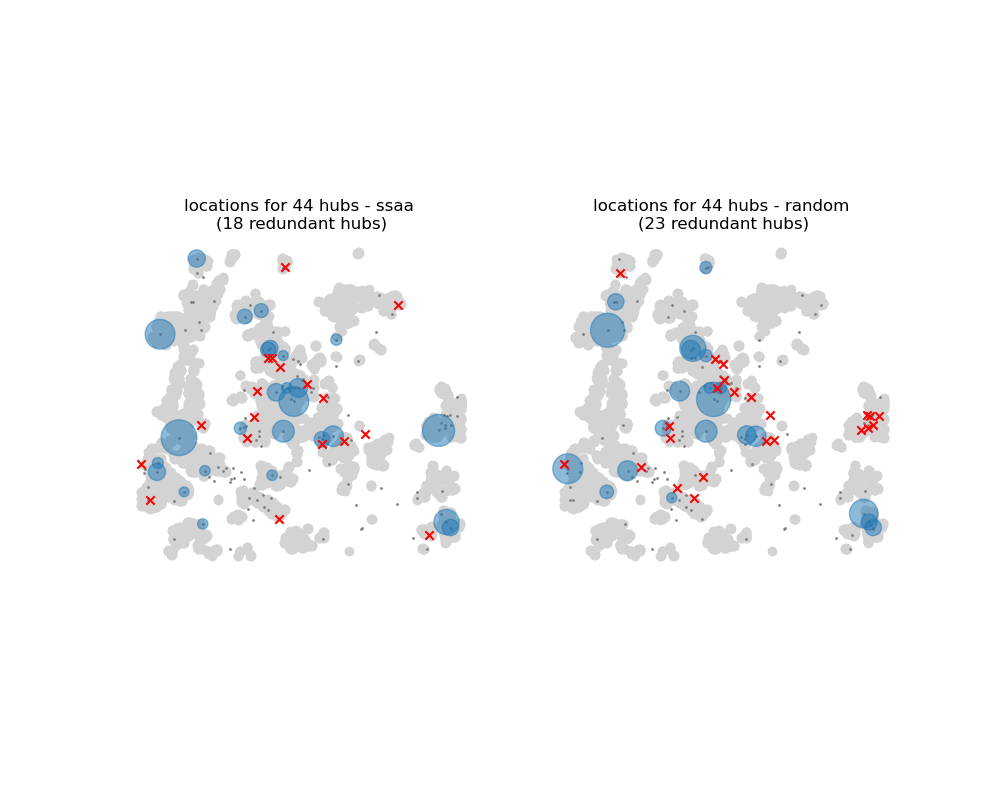 locations for 44 hubs - ssaa
(18 redundant hubs)
locations for 44 hubs - random
(23 redundant hubs)